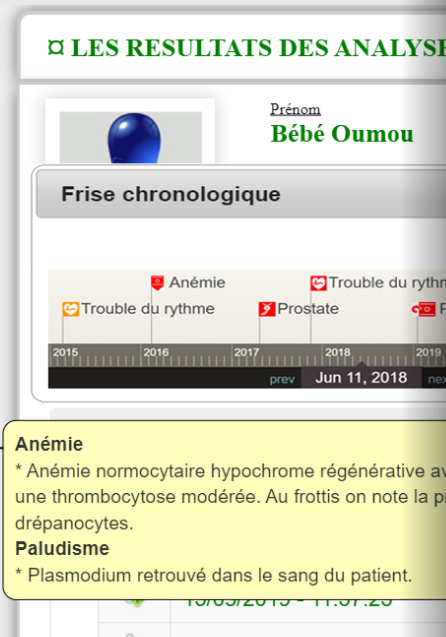 ¤ LES RESULTATS DES ANALYSE
Prénom
Bébé Oumou
Frise chronologique
Anémie Trouble du ryth
Trouble du rythme Prostate
2015 2016 2017 2018 2019
prev Jun 11, 2018 nex
Anémie
* Anémie normocytaire hypochrome régénérative av
une thrombocytose modérée. Au frottis on note la p
drépanocytes.
Paludisme
* Plasmodium retrouvé dans le sang du patient.